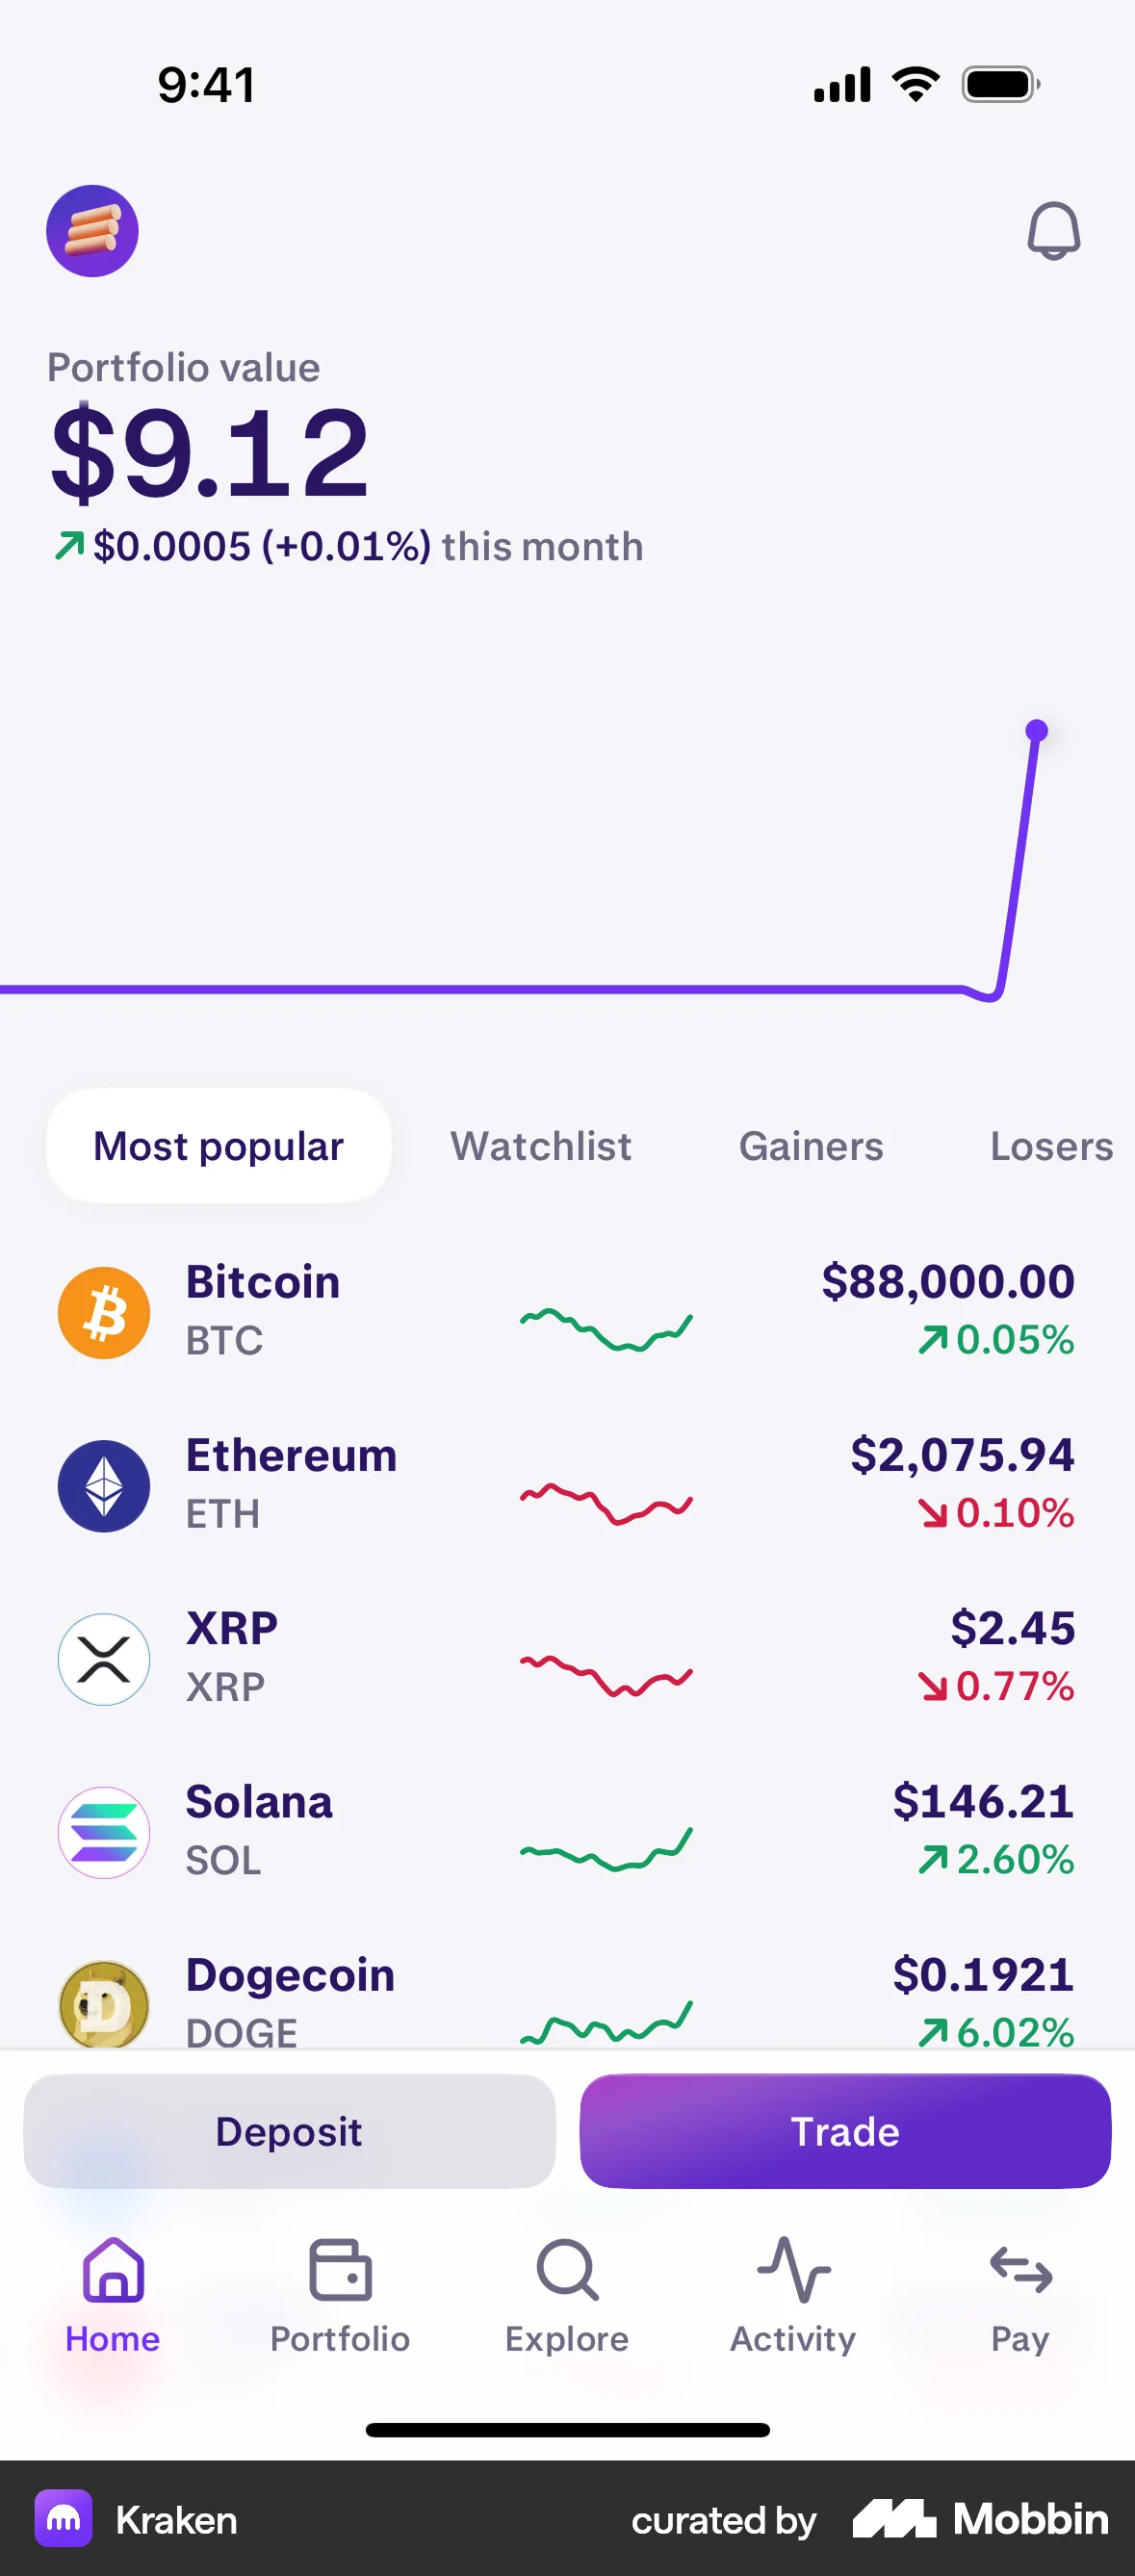 9:41
Portfolio value
$9.12
$0.0005 (+0.01%) this month
Most popular Watchlist Gainers Losers
Bitcoin $88,000.00
BTC 0.05%
Ethereum $2,075.94
ETH 0.10%
XRP $2.45
XRP 0.77%
Solana $146.21
SOL 2.60%
Dogecoin $0.1921
DOGE 6.02%
Deposit Trade
Home Portfolio Explore Activity Pay
Kraken curated by Mobbin